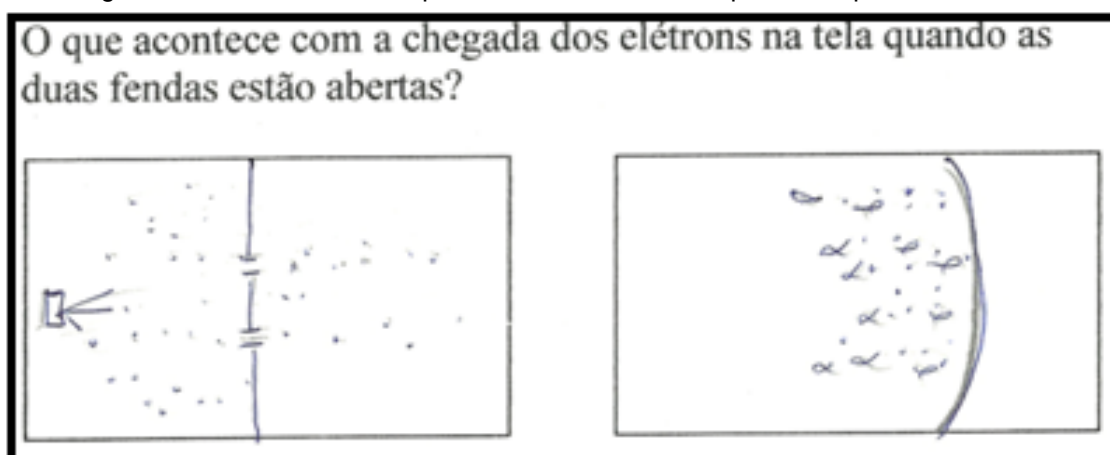 O que acontece com a chegada dos elétrons na tela quando as
duas fendas estão abertas?